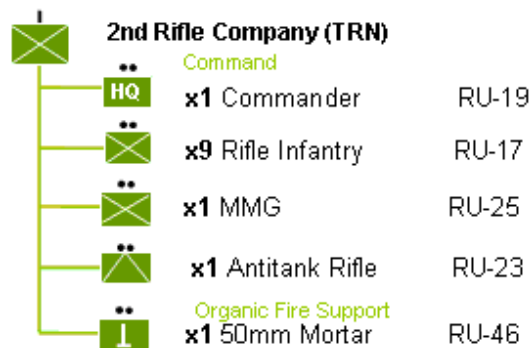 2nd Rifle Company (TRN)
Command
HQ x1 Commander RU-19
x9 Rifle Infantry RU-17
x1 MMG RU-25
x1 Antitank Rifle RU-23
Organic Fire Support
x1 50mm Mortar RU-46